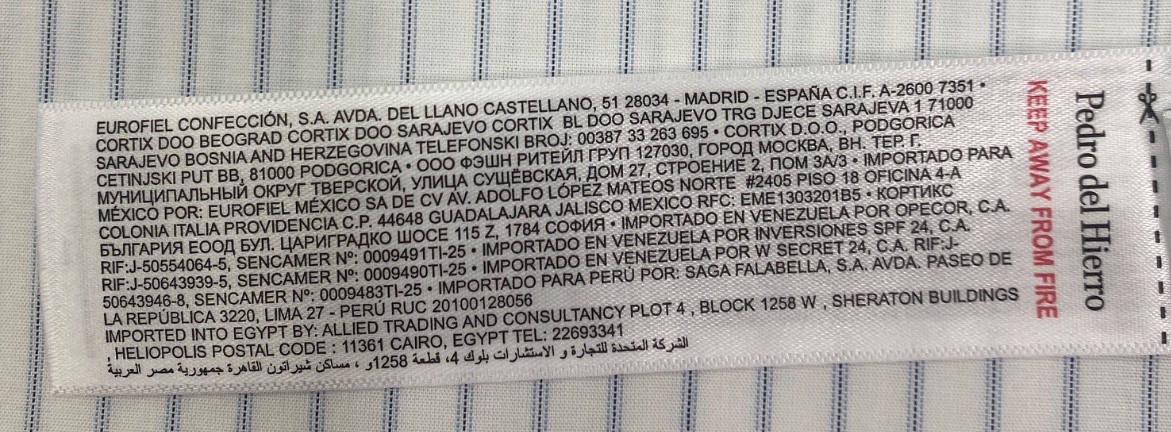 EUROFIEL CONFECCIÓN, S.A. AVDA. DEL LLANO CASTELLANO, 51 28034 - MADRID - ESPAÑA C.I.F. A-2600 7351 •
CORTIX DOO BEOGRAD CORTIX DOO SARAJEVO CORTIX BL DOO SARAJEVO TRG DJECE SARAJEVA 1 71000
SARAJEVO BOSNIA AND HERZEGOVINA TELEFONSKI BROJ: 00387 33 263 695 • CORTIX D.O.O., PODGORICA
CETINJSKI PUT BB, 81000 PODGORICA • ООО ФЭШН РИТЕЙЛ ГРУП 127030, ГОРОД МОСКВА, ВН. ТЕР. Г.
МУНИЦИПАЛЬНЫЙ ОКРУГ ТВЕРСКОЙ, УЛИЦА СУЩЁВСКАЯ, ДОМ 27, СТРОЕНИЕ 2, ПОМ 3А/3 • IMPORTADO PARA
MÉXICO POR: EUROFIEL MÉXICO SA DE CV AV. ADOLFO LÓPEZ MATEOS NORTE #2405 PISO 18 OFICINA 4-A
COLONIA ITALIA PROVIDENCIA C.P. 44648 GUADALAJARA JALISCO MEXICO RFC: EME1303201B5 • КОРТИКС
БЪЛГАРИЯ ЕООД БУЛ. ЦАРИГРАДКО ШОСЕ 115 Z, 1784 СОФИЯ • IMPORTADO EN VENEZUELA POR OPECOR, C.A.
RIF:J-50554064-5, SENCAMER Nº: 0009491TI-25 • IMPORTADO EN VENEZUELA POR INVERSIONES SPF 24, C.A.
RIF:J-50643939-5, SENCAMER Nº: 0009490TI-25 • IMPORTADO EN VENEZUELA POR W SECRET 24, C.A. RIF:J-
50643946-8, SENCAMER Nº: 0009483TI-25 • IMPORTADO PARA PERÚ POR: SAGA FALABELLA, S.A. AVDA. PASEO DE
LA REPÚBLICA 3220, LIMA 27 - PERÚ RUC 20100128056
IMPORTED INTO EGYPT BY: ALLIED TRADING AND CONSULTANCY PLOT 4 , BLOCK 1258 W , SHERATON BUILDINGS
, HELIOPOLIS POSTAL CODE : 11361 CAIRO, EGYPT TEL: 22693341
الشركة المتحدة للتجارة و الاستشارات بلوك 4، قطعة 1258و ، مساكن شيراتون القاهرة جمهورية مصر العربية ,
KEEP AWAY FROM FIRE
Pedro del Hierro